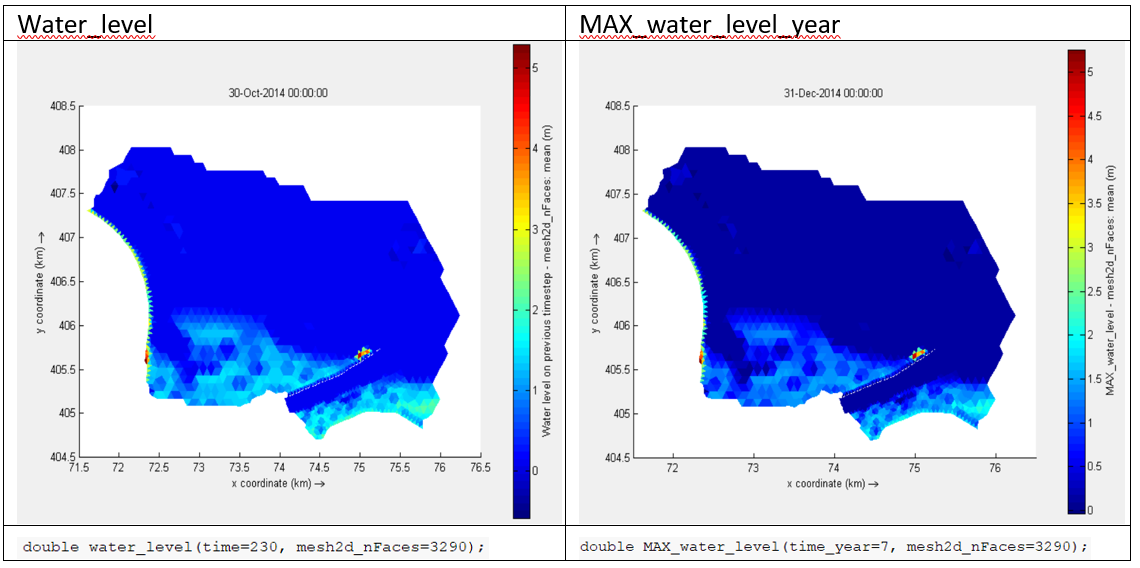 Water_level
MAX_water_level_year
30-Oct-2014 00:00:00
408.5
408
407.5
407
406.5
406
405.5
405
404.5
71.5 72 72.5 73 73.5 74 74.5 75 75.5 76 76.5
x coordinate (km) →
y coordinate (km) →
5
4
3
2
1
0
Water level on previous timestep - mesh2d_nFaces: mean (m)
31-Dec-2014 00:00:00
408.5
408
407.5
407
406.5
406
405.5
405
404.5
72 73 74 75 76
x coordinate (km) →
y coordinate (km) →
5
4.5
4
3.5
3
2.5
2
1.5
1
0.5
0
MAX_water_level - mesh2d_nFaces: mean (m)
double water_level(time=230, mesh2d_nFaces=3290);
double MAX_water_level(time_year=7, mesh2d_nFaces=3290);